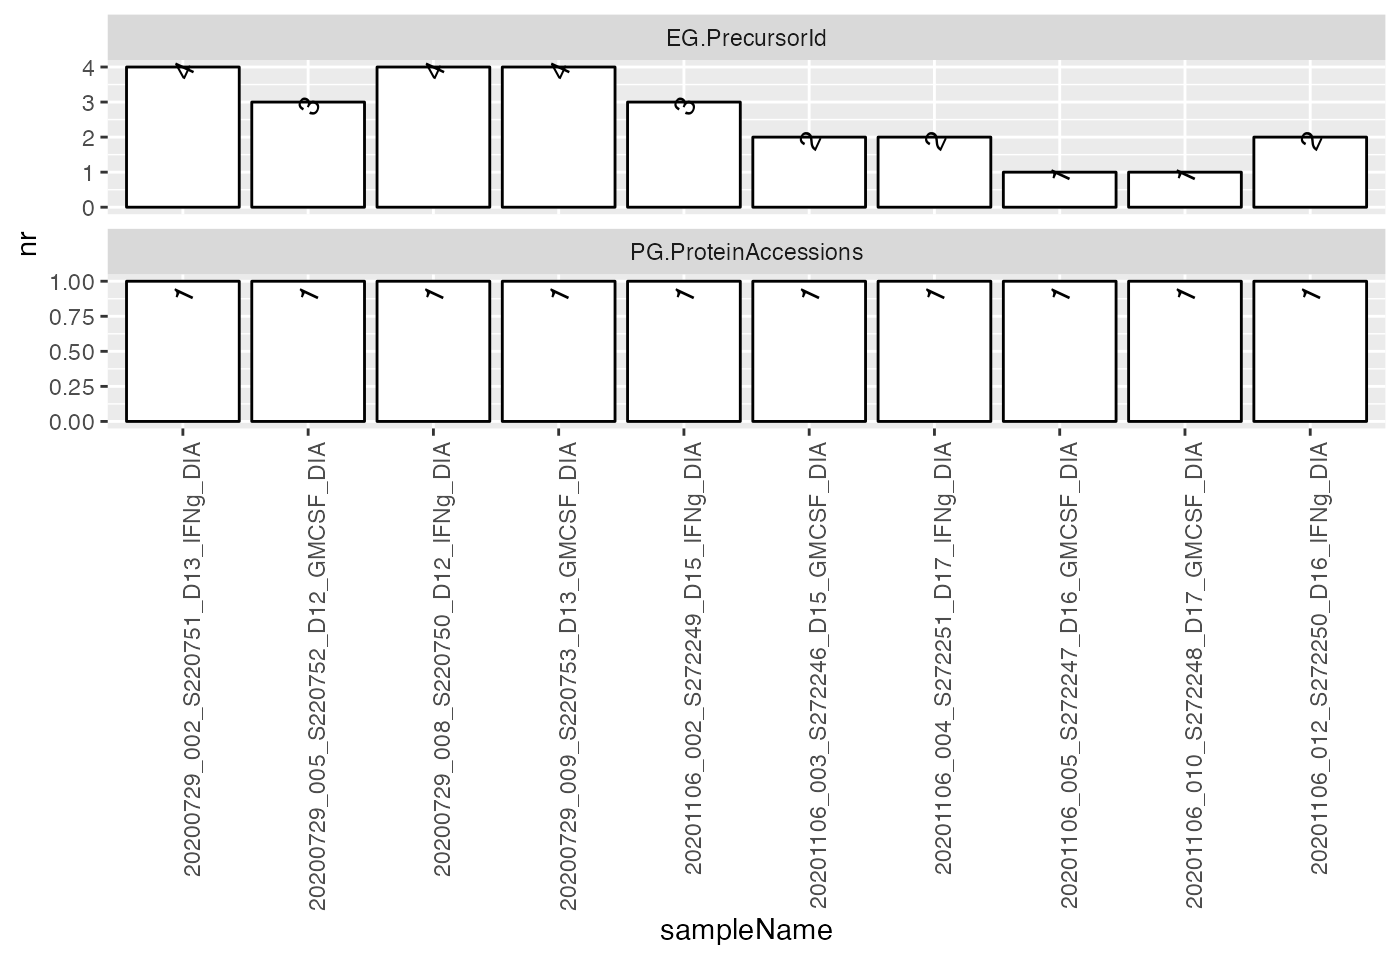 EG.PrecursorId
4
3
2
1
0
4
3
4
4
3
2
2
1
1
2
nr
PG.ProteinAccessions
1.00
0.75
0.50
0.25
0.00
1
1
1
1
1
1
1
1
1
1
20200729_002_S220751_D13_IFNg_DIA
20200729_005_S220752_D12_GMCSF_DIA
20200729_008_S220750_D12_IFNg_DIA
20200729_009_S220753_D13_GMCSF_DIA
20201106_002_S272249_D15_IFNg_DIA
20201106_003_S272246_D15_GMCSF_DIA
20201106_004_S272251_D17_IFNg_DIA
20201106_005_S272247_D16_GMCSF_DIA
20201106_010_S272248_D17_GMCSF_DIA
20201106_012_S272250_D16_IFNg_DIA
sampleName